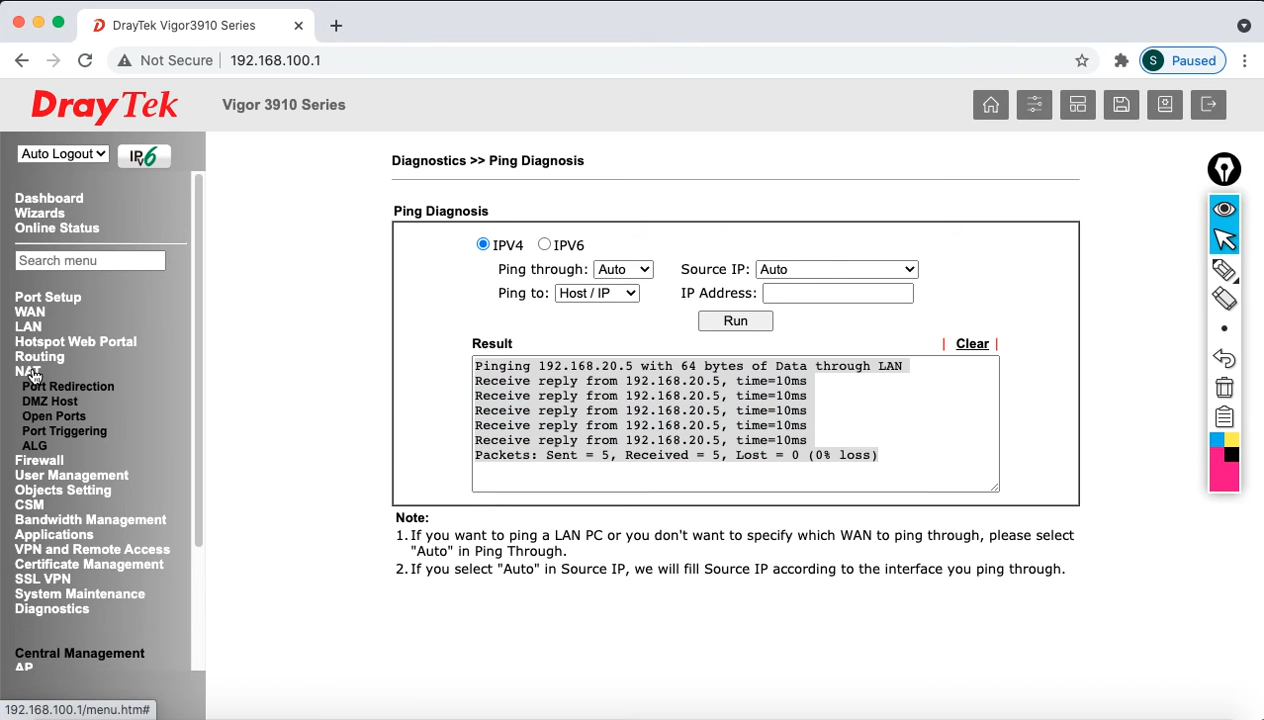 DrayTek Vigor3910 Series
Not Secure
192.168.100.1
S
Paused
DrayTek
Vigor 3910 Series
Auto Logout
IPv6
Dashboard
Wizards
Online Status
Search menu
Port Setup
WAN
LAN
Hotspot Web Portal
Routing
NAT
Port Redirection
DMZ Host
Open Ports
Port Triggering
ALG
Firewall
User Management
Objects Setting
CSM
Bandwidth Management
Applications
VPN and Remote Access
Certificate Management
SSL VPN
System Maintenance
Diagnostics
Central Management
AP
192.168.100.1/menu.htm#
Diagnostics >> Ping Diagnosis
Ping Diagnosis
IPV4 IPV6
Ping through: Auto Source IP: Auto
Ping to: Host / IP IP Address:
Run
Result | Clear |
Pinging 192.168.20.5 with 64 bytes of Data through LAN
Receive reply from 192.168.20.5, time=10ms
Receive reply from 192.168.20.5, time=10ms
Receive reply from 192.168.20.5, time=10ms
Receive reply from 192.168.20.5, time=10ms
Receive reply from 192.168.20.5, time=10ms
Packets: Sent = 5, Received = 5, Lost = 0 (0% loss)
Note:
1. If you want to ping a LAN PC or you don't want to specify which WAN to ping through, please select
"Auto" in Ping Through.
2. If you select "Auto" in Source IP, we will fill Source IP according to the interface you ping through.